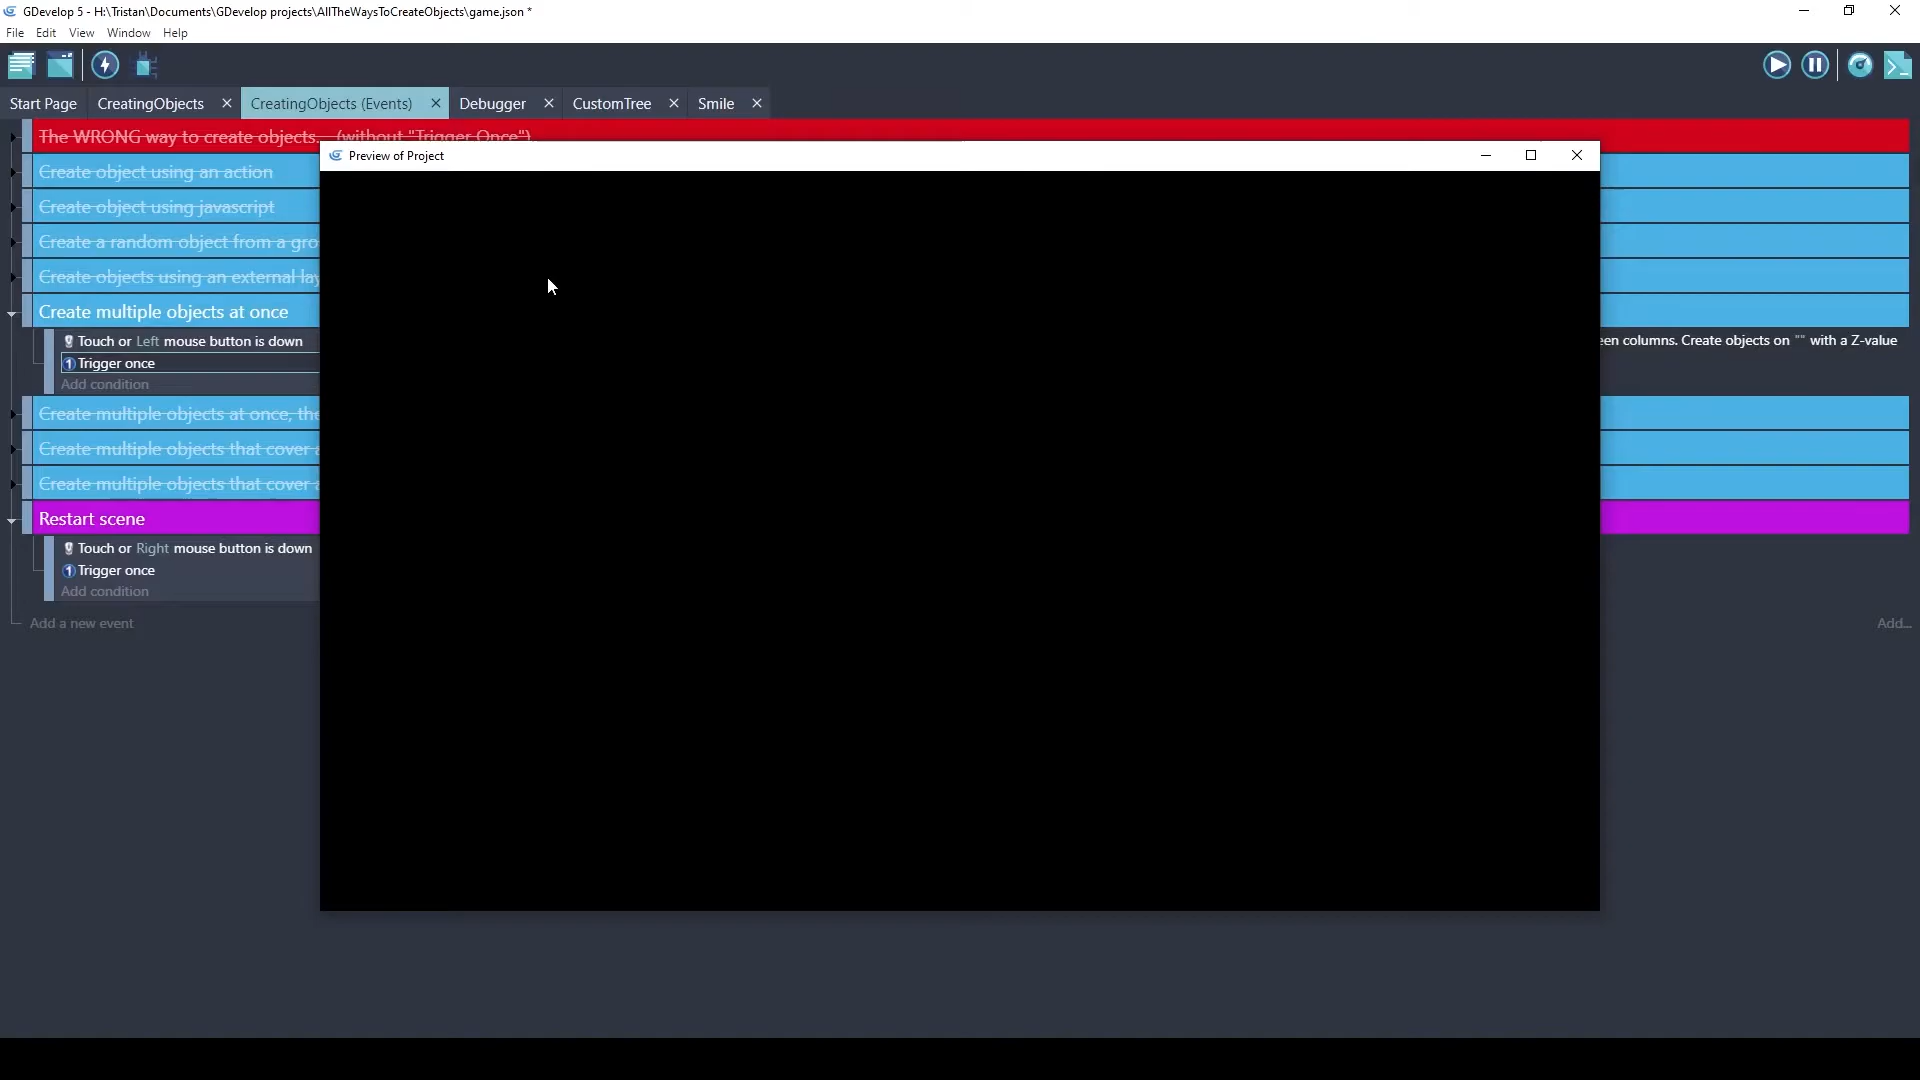 GDevelop 5 - H:\Tristan\Documents\GDevelop projects\AllTheWaysToCreateObjects\game.json *
File Edit View Window Help
Start Page CreatingObjects CreatingObjects (Events) Debugger CustomTree Smile
The WRONG way to create objects... (without "Trigger Once")
Preview of Project
Create object using an action
Create object using javascript
Create a random object from a gro
Create objects using an external lay
Create multiple objects at once
Touch or Left mouse button is down
een columns. Create objects on "" with a Z-value
Trigger once
Add condition
Create multiple objects at once, the
Create multiple objects that cover a
Create multiple objects that cover a
Restart scene
Touch or Right mouse button is down
Trigger once
Add condition
Add a new event
Add...